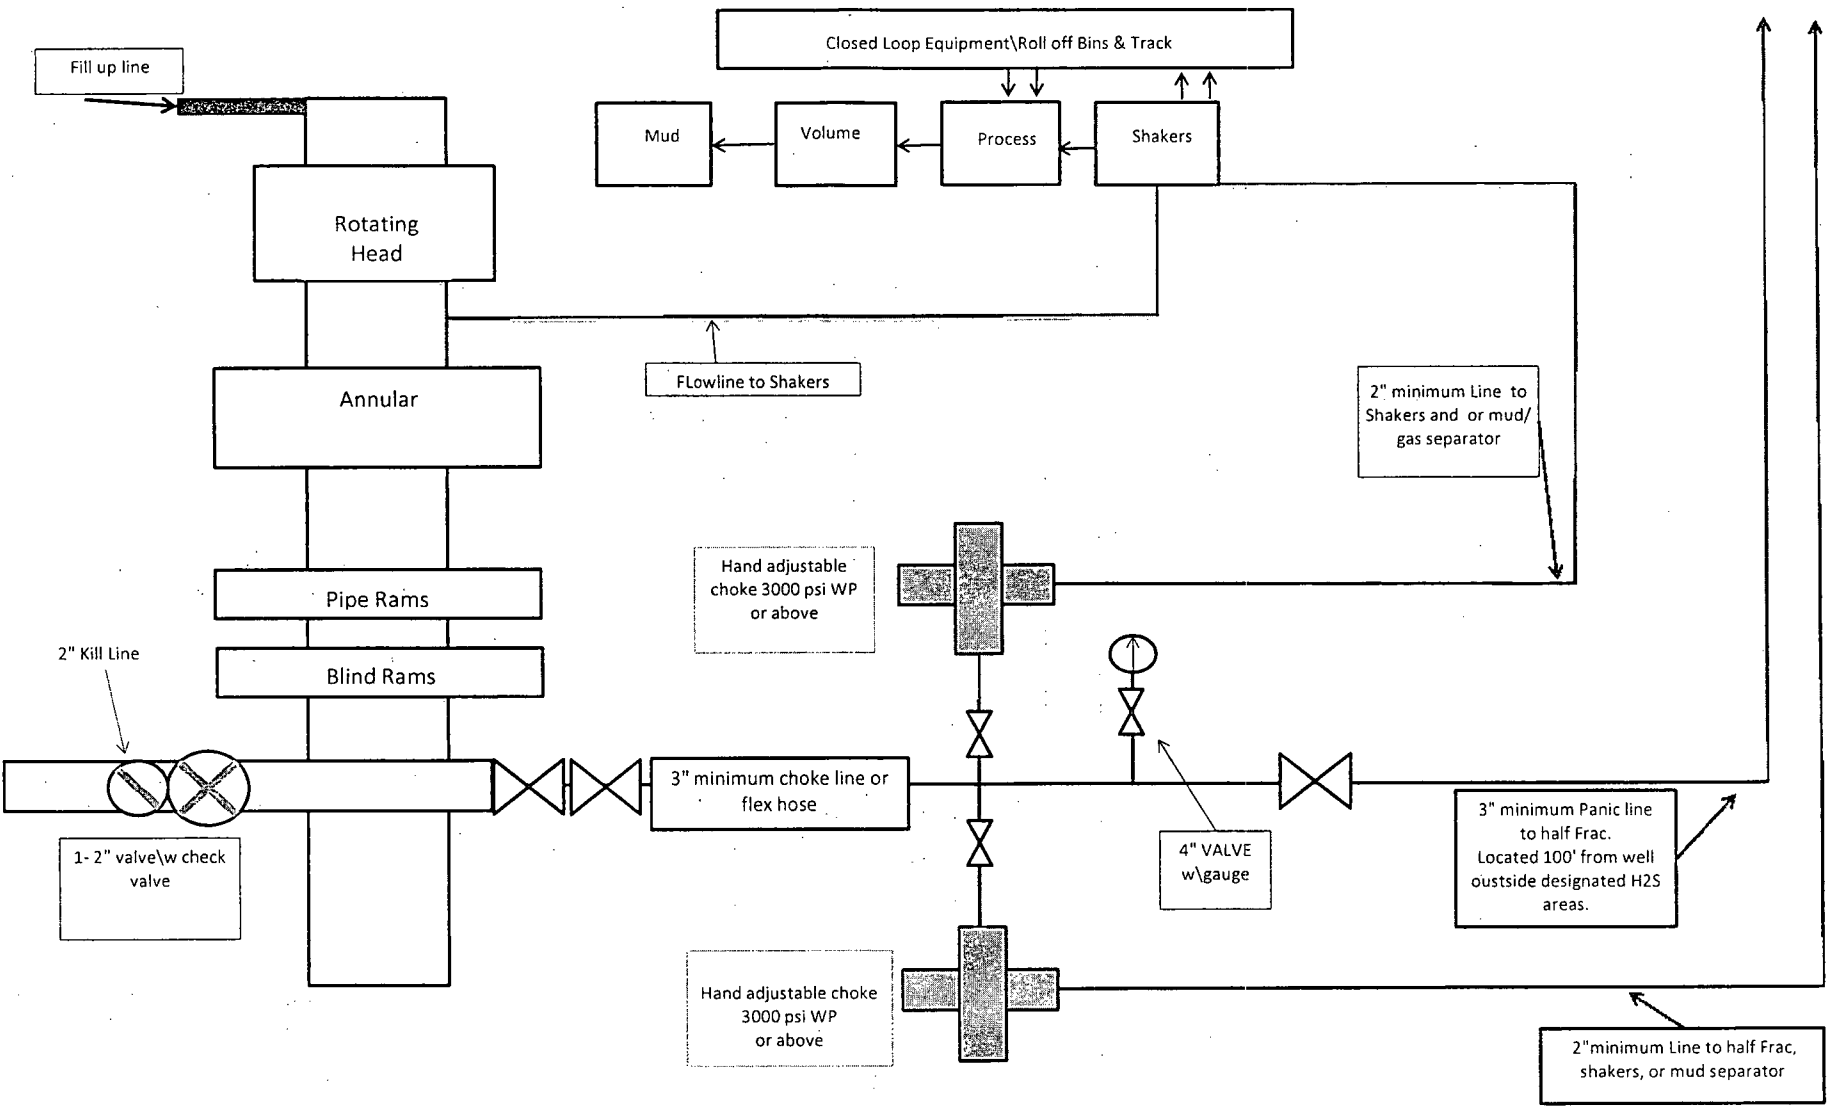 Closed Loop Equipment\Roll off Bins & Track
Fill up line
Mud
Volume
Process
Shakers
Rotating
Head
FLowline to Shakers
Annular
2" minimum Line to
Shakers and or mud/
gas separator
Hand adjustable
choke 3000 psi WP
or above
Pipe Rams
2" Kill Line
Blind Rams
3" minimum choke line or
flex hose
1- 2" valve\w check
valve
4" VALVE
w\gauge
3" minimum Panic line
to half Frac.
Located 100' from well
oustside designated H2S
areas.
Hand adjustable choke
3000 psi WP
or above
2"minimum Line to half Frac,
shakers, or mud separator